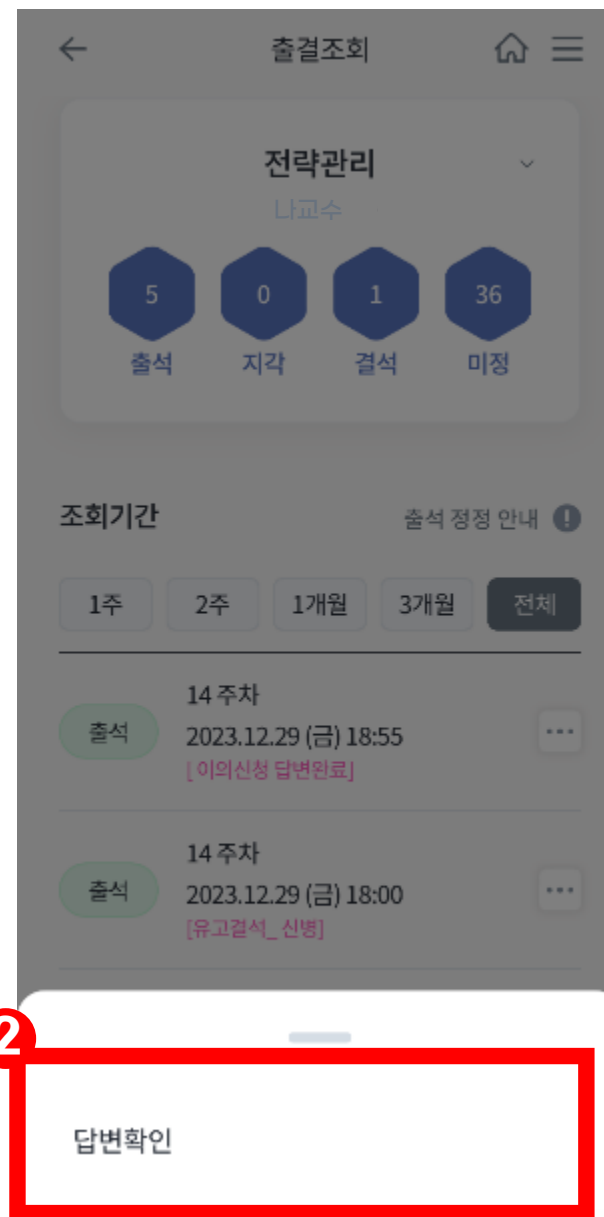 출결조회
전략관리
나교수
5 0 1 36
출석 지각 결석 미정
조회기간 출석 정정 안내 !
1주 2주 1개월 3개월 전체
14 주차
출석 2023.12.29 (금) 18:55 ...
[ 이의신청 답변완료]
14 주차
출석 2023.12.29 (금) 18:00 ...
[유고결석_ 신병]
2
답변확인